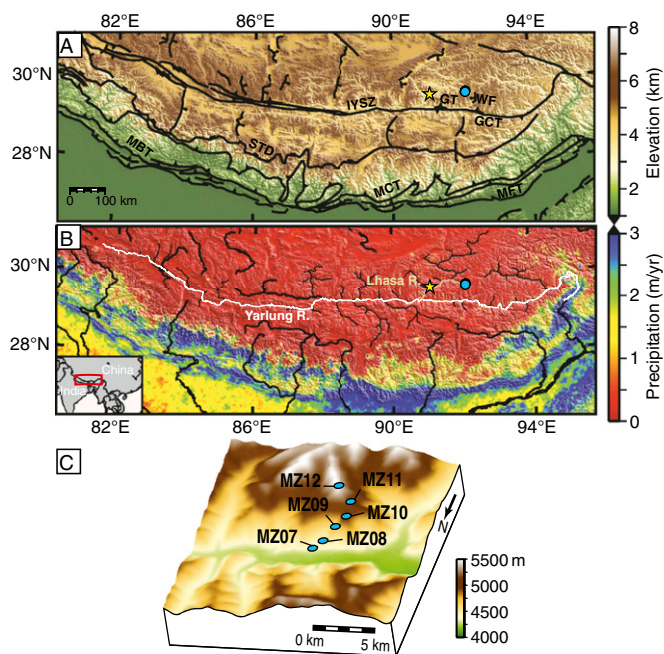 82°E 86°E 90°E 94°E
A
30°N
28°N
IYSZ
GT
WF
GCT
STD
MBT
MCT
MFT
0 100 km
8
6
4
2
Elevation (km)
B
30°N
28°N
Lhasa R.
Yarlung R.
China
India
3
2
1
0
Precipitation (m/yr)
82°E 86°E 90°E 94°E
C
MZ12
MZ11
MZ09
MZ10
MZ07
MZ08
N
0 km 5
5500 m
5000
4500
4000